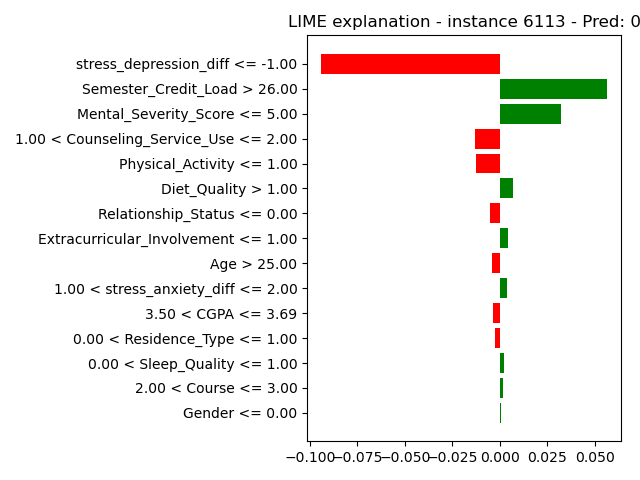 LIME explanation - instance 6113 - Pred: 0
stress_depression_diff <= -1.00
Semester_Credit_Load > 26.00
Mental_Severity_Score <= 5.00
1.00 < Counseling_Service_Use <= 2.00
Physical_Activity <= 1.00
Diet_Quality > 1.00
Relationship_Status <= 0.00
Extracurricular_Involvement <= 1.00
Age > 25.00
1.00 < stress_anxiety_diff <= 2.00
3.50 < CGPA <= 3.69
0.00 < Residence_Type <= 1.00
0.00 < Sleep_Quality <= 1.00
2.00 < Course <= 3.00
Gender <= 0.00
−0.100 −0.075 −0.050 −0.025 0.000 0.025 0.050